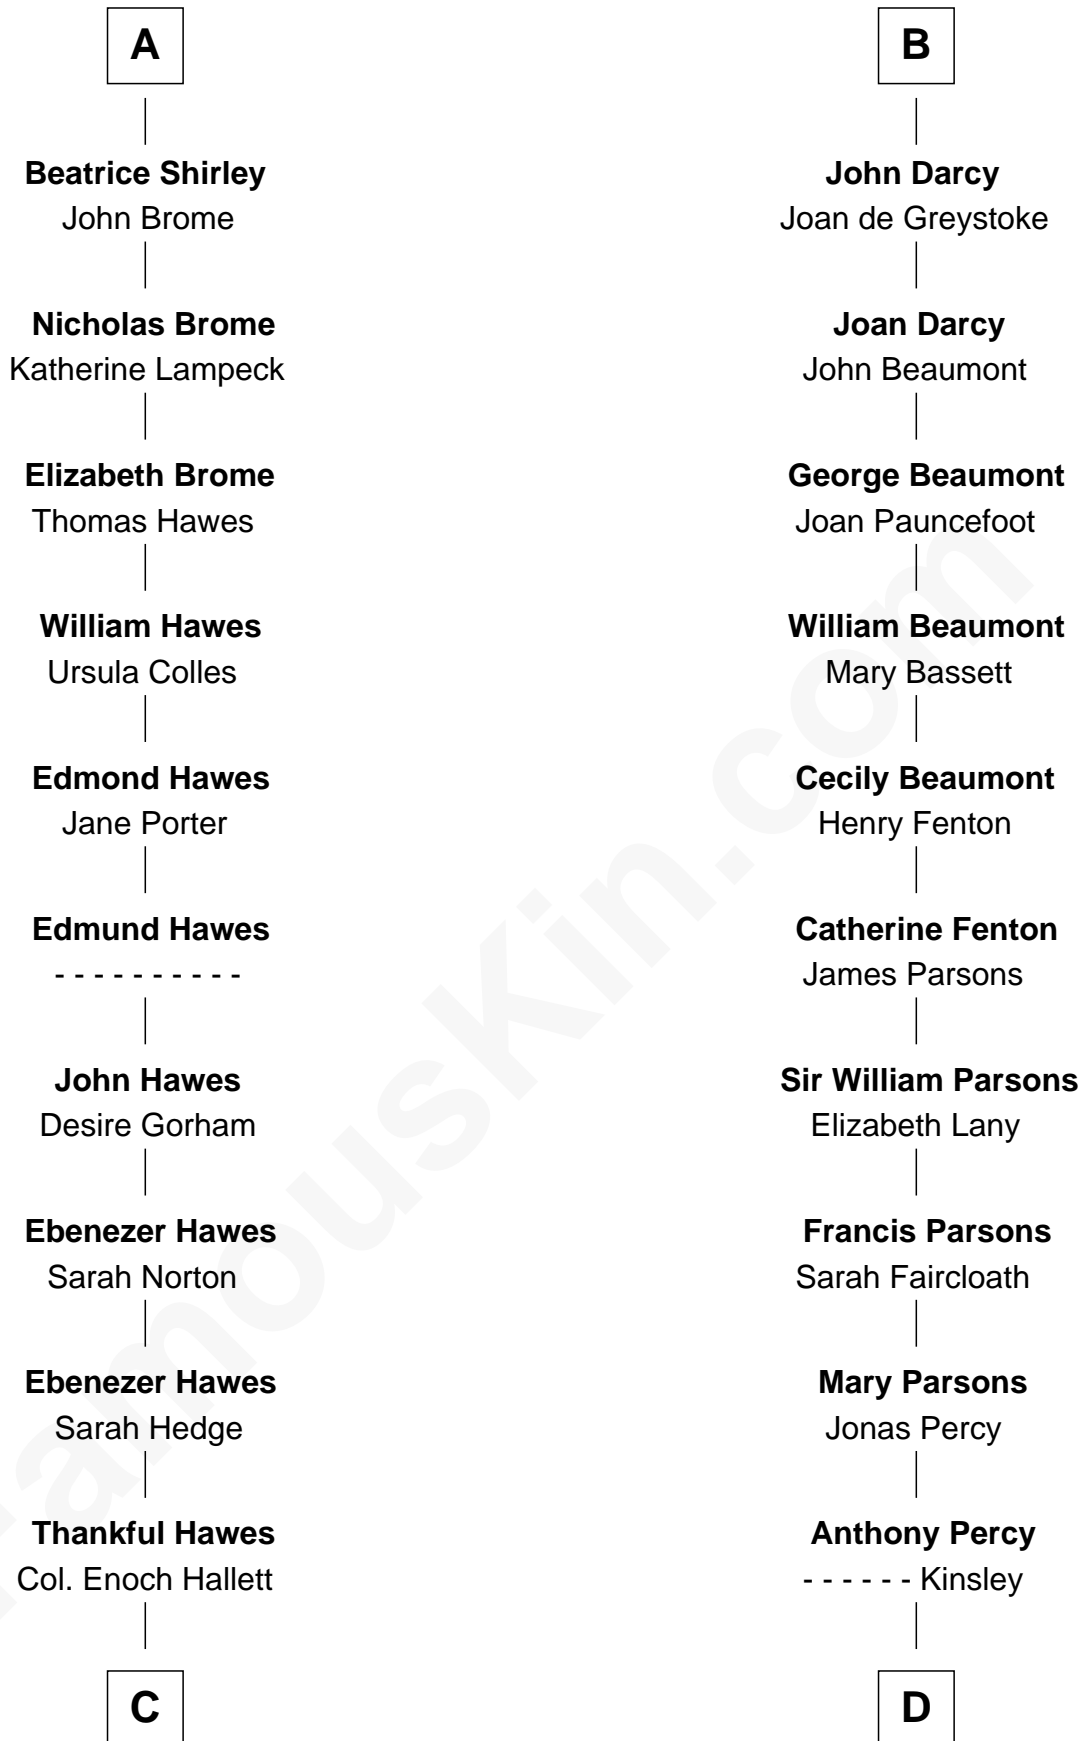 A
Beatrice Shirley
John Brome
Nicholas Brome
Katherine Lampeck
Elizabeth Brome
Thomas Hawes
William Hawes
Ursula Colles
Edmond Hawes
Jane Porter
Edmund Hawes
- - - - - - - - - -
John Hawes
Desire Gorham
Ebenezer Hawes
Sarah Norton
Ebenezer Hawes
Sarah Hedge
Thankful Hawes
Col. Enoch Hallett
C
B
John Darcy
Joan de Greystoke
Joan Darcy
John Beaumont
George Beaumont
Joan Pauncefoot
William Beaumont
Mary Bassett
Cecily Beaumont
Henry Fenton
Catherine Fenton
James Parsons
Sir William Parsons
Elizabeth Lany
Francis Parsons
Sarah Faircloath
Mary Parsons
Jonas Percy
Anthony Percy
- - - - - - Kinsley
D
FamousKin.com